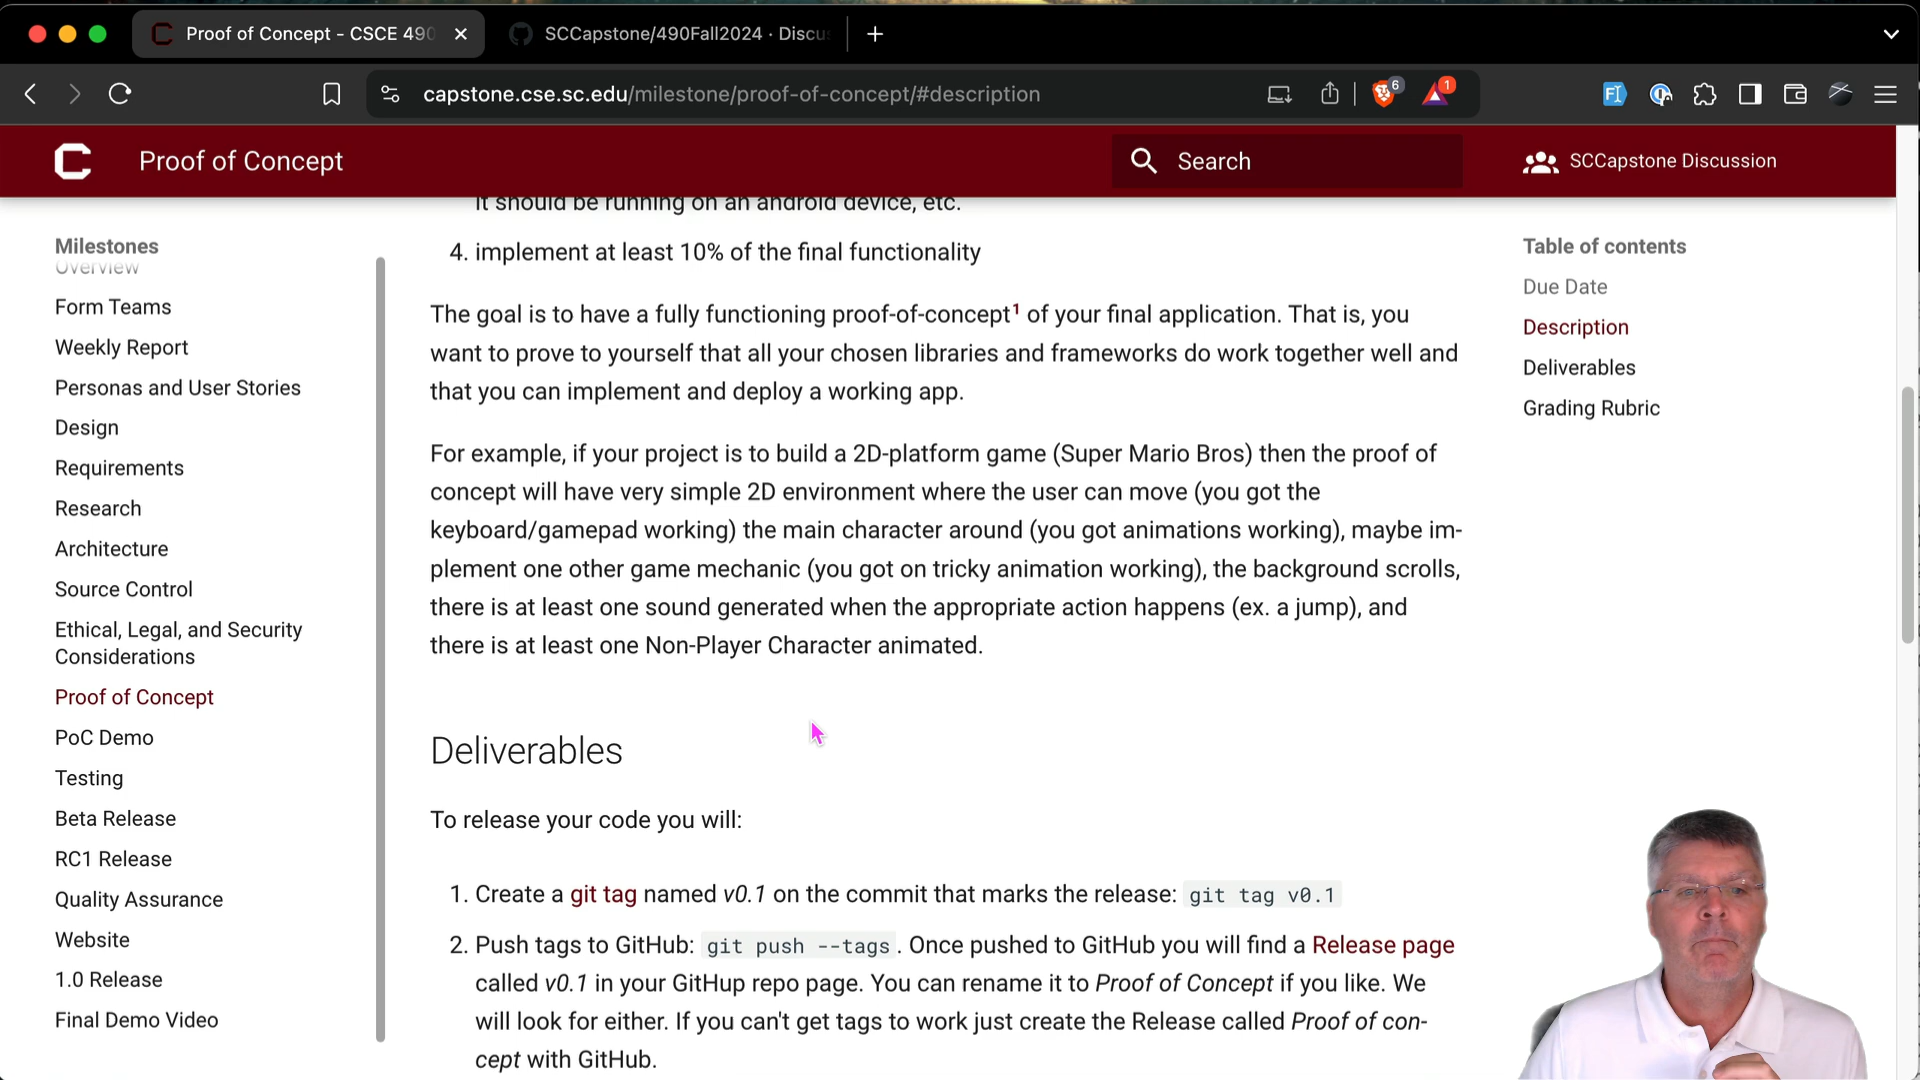 Proof of Concept - CSCE 490
SCCapstone/490Fall2024 · Discu
capstone.cse.sc.edu/milestone/proof-of-concept/#description
6
1
Proof of Concept
Search
SCCapstone Discussion
Milestones
Overview
Form Teams
Weekly Report
Personas and User Stories
Design
Requirements
Research
Architecture
Source Control
Ethical, Legal, and Security
Considerations
Proof of Concept
PoC Demo
Testing
Beta Release
RC1 Release
Quality Assurance
Website
1.0 Release
Final Demo Video
it should be running on an android device, etc.
4. implement at least 10% of the final functionality
The goal is to have a fully functioning proof-of-concept¹ of your final application. That is, you
want to prove to yourself that all your chosen libraries and frameworks do work together well and
that you can implement and deploy a working app.
For example, if your project is to build a 2D-platform game (Super Mario Bros) then the proof of
concept will have very simple 2D environment where the user can move (you got the
keyboard/gamepad working) the main character around (you got animations working), maybe im-
plement one other game mechanic (you got on tricky animation working), the background scrolls,
there is at least one sound generated when the appropriate action happens (ex. a jump), and
there is at least one Non-Player Character animated.
Deliverables
To release your code you will:
1. Create a git tag named v0.1 on the commit that marks the release: git tag v0.1
2. Push tags to GitHub: git push --tags. Once pushed to GitHub you will find a Release page
called v0.1 in your GitHup repo page. You can rename it to Proof of Concept if you like. We
will look for either. If you can't get tags to work just create the Release called Proof of con-
cept with GitHub.
Table of contents
Due Date
Description
Deliverables
Grading Rubric